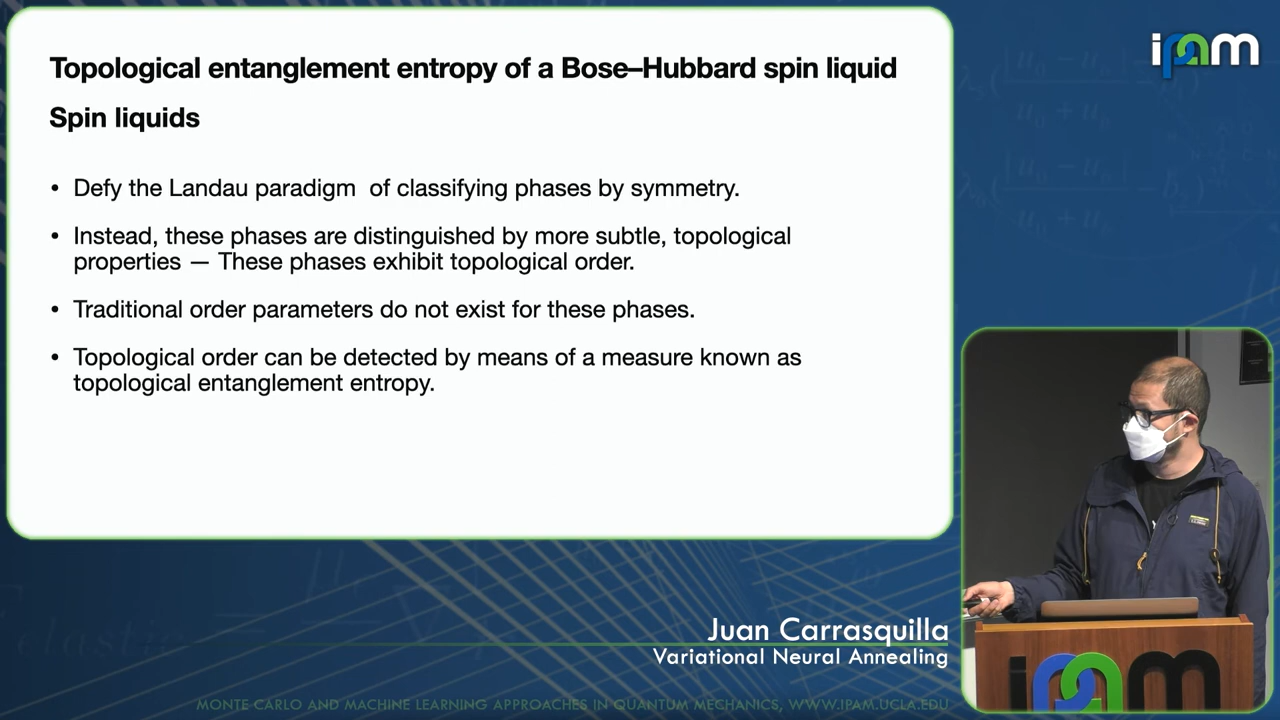 Topological entanglement entropy of a Bose–Hubbard spin liquid
Spin liquids
• Defy the Landau paradigm of classifying phases by symmetry.
• Instead, these phases are distinguished by more subtle, topological
properties — These phases exhibit topological order.
• Traditional order parameters do not exist for these phases.
• Topological order can be detected by means of a measure known as
topological entanglement entropy.
ipam
Juan Carrasquilla
Variational Neural Annealing
ipam
MONTE CARLO AND MACHINE LEARNING APPROACHES IN QUANTUM MECHANICS, WWW.IPAM.UCLA.EDU